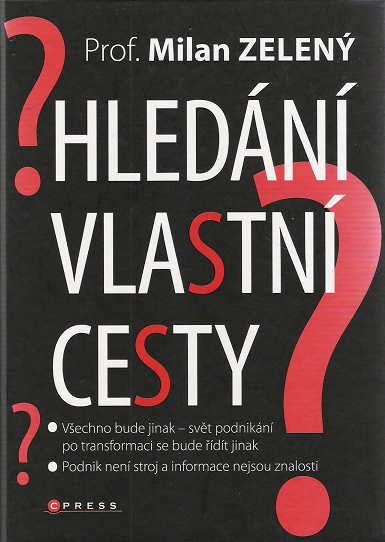 Prof. Milan ZELENÝ
? HLEDÁNÍ
VLASTNÍ
CESTY ?
? • Všechno bude jinak – svět podnikání
po transformaci se bude řídít jinak
• Podnik není stroj a informace nejsou znalosti
CPRESS